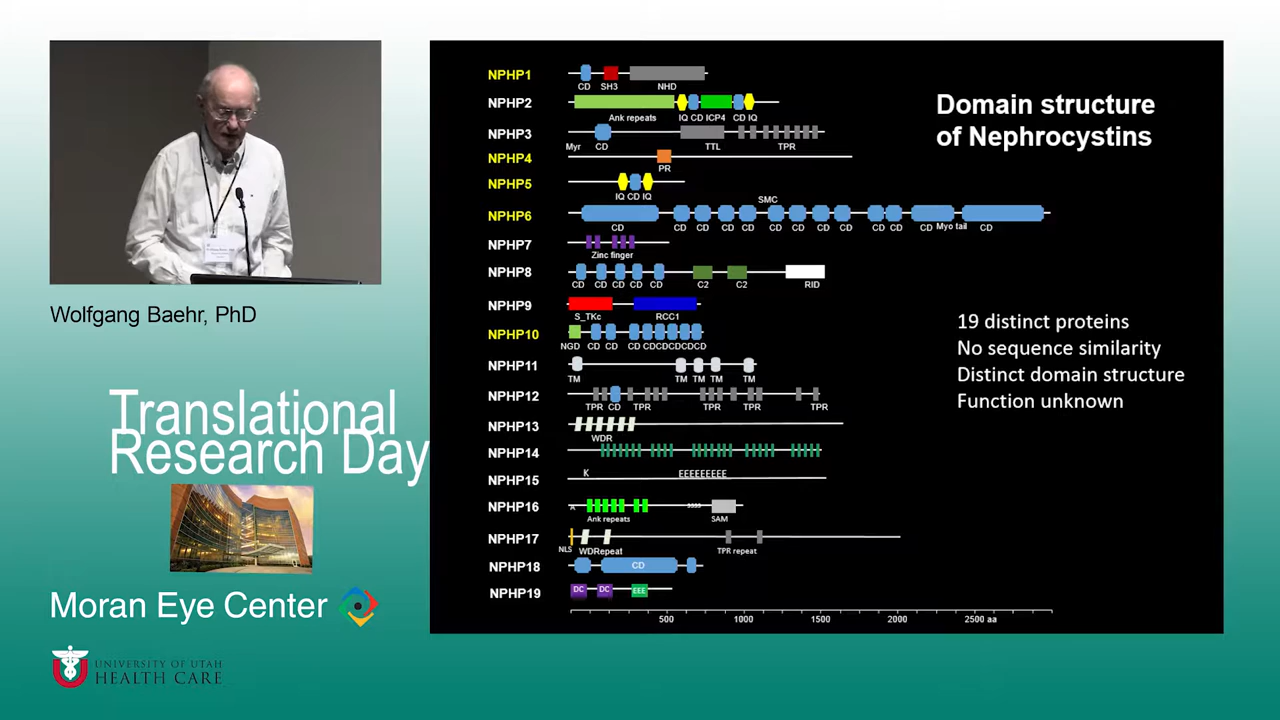 Domain structure
of Nephrocystins
NPHP1
CD SH3 NHD
NPHP2
Ank repeats IQ CD ICP4 CD IQ
NPHP3
Myr CD TTL TPR
NPHP4
PR
NPHP5
IQ CD IQ
SMC
NPHP6
CD CD CD CD CD CD CD CD CD CD CD CD Myo tail CD
NPHP7
Zinc finger
NPHP8
CD CD CD CD CD C2 C2 RID
NPHP9
S_TKc RCC1
NPHP10
NGD CD CD CD CDCDCDCDCD
NPHP11
TM TM TM TM TM
NPHP12
TPR CD TPR TPR TPR TPR
NPHP13
WDR
NPHP14
NPHP15
K EEEEEEEEE
NPHP16
Ank repeats SAM
NPHP17
NLS WDRepeat TPR repeat
NPHP18
CD
NPHP19
DC DC EEE
500 1000 1500 2000 2500 aa
19 distinct proteins
No sequence similarity
Distinct domain structure
Function unknown
Wolfgang Baehr, PhD
Translational
Research Day
Moran Eye Center
UNIVERSITY OF UTAH
HEALTH CARE